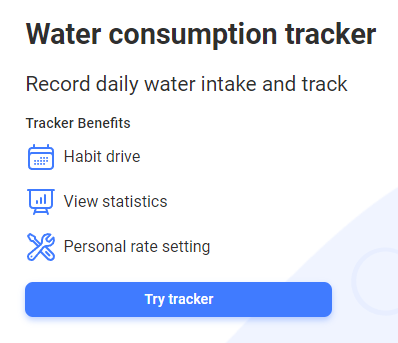 Water consumption tracker
Record daily water intake and track
Tracker Benefits
Habit drive
View statistics
Personal rate setting
Try tracker